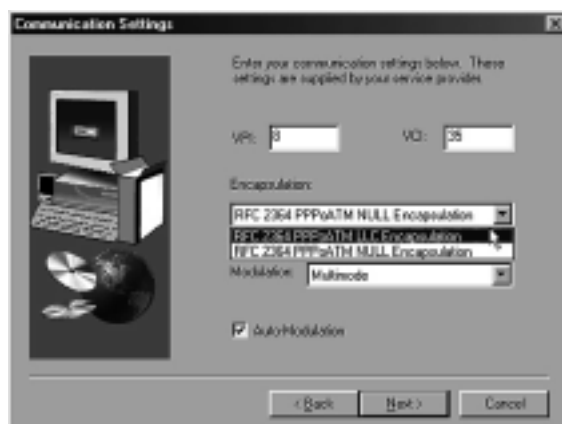 Communication Settings
Enter your communication settings below. These
settings are supplied by your service provider.
VPI: 8 VCI: 35
Encapsulation:
RFC 2364 PPPoATM NULL Encapsulation
RFC 2364 PPPoATM LLC Encapsulation
RFC 2364 PPPoATM NULL Encapsulation
Modulation: Multimode
Auto-Modulation
< Back Next > Cancel